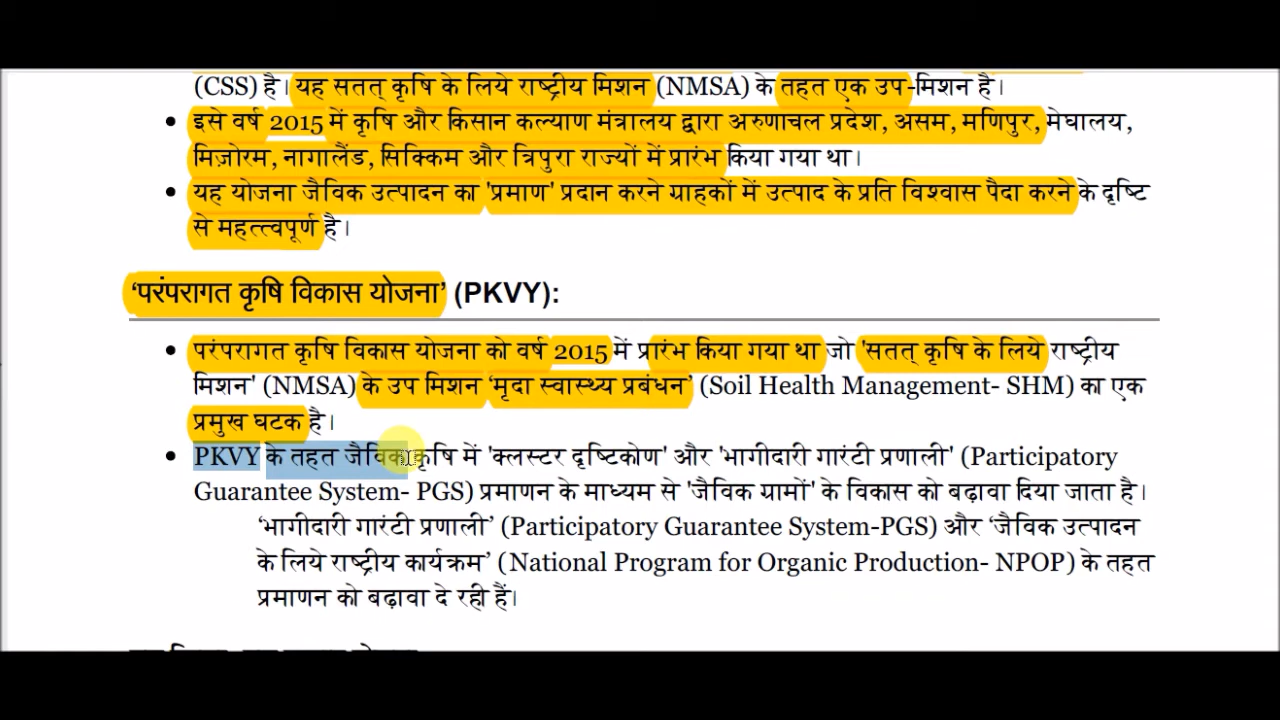 (CSS) है। यह सतत् कृषि के लिये राष्ट्रीय मिशन (NMSA) के तहत एक उप-मिशन है।
• इसे वर्ष 2015 में कृषि और किसान कल्याण मंत्रालय द्वारा अरुणाचल प्रदेश, असम, मणिपुर, मेघालय,
मिज़ोरम, नागालैंड, सिक्किम और त्रिपुरा राज्यों में प्रारंभ किया गया था।
• यह योजना जैविक उत्पादन का 'प्रमाण' प्रदान करने ग्राहकों में उत्पाद के प्रति विश्वास पैदा करने के दृष्टि
से महत्त्वपूर्ण है।
‘परंपरागत कृषि विकास योजना’ (PKVY):
• परंपरागत कृषि विकास योजना को वर्ष 2015 में प्रारंभ किया गया था जो 'सतत् कृषि के लिये राष्ट्रीय
मिशन' (NMSA) के उप मिशन ‘मृदा स्वास्थ्य प्रबंधन’ (Soil Health Management- SHM) का एक
प्रमुख घटक है।
• PKVY के तहत जैविक कृषि में 'क्लस्टर दृष्टिकोण' और 'भागीदारी गारंटी प्रणाली' (Participatory
Guarantee System- PGS) प्रमाणन के माध्यम से 'जैविक ग्रामों' के विकास को बढ़ावा दिया जाता है।
‘भागीदारी गारंटी प्रणाली’ (Participatory Guarantee System-PGS) और ‘जैविक उत्पादन
के लिये राष्ट्रीय कार्यक्रम’ (National Program for Organic Production- NPOP) के तहत
प्रमाणन को बढ़ावा दे रही हैं।